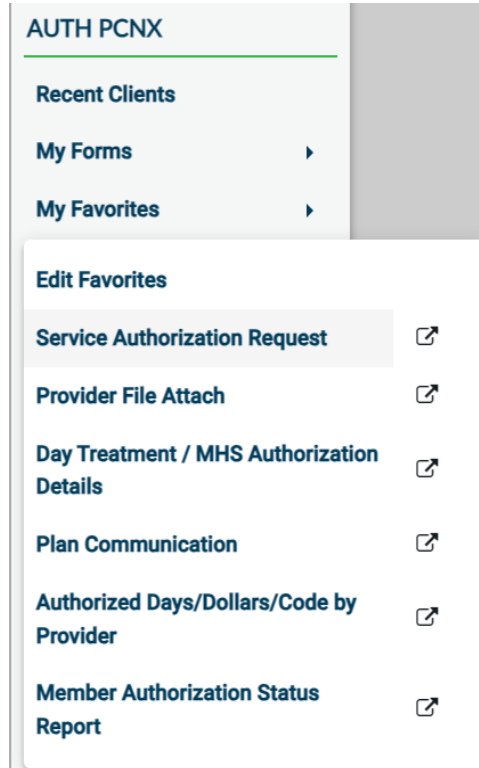 AUTH PCNX
Recent Clients
My Forms
My Favorites
Edit Favorites
Service Authorization Request
Provider File Attach
Day Treatment / MHS Authorization
Details
Plan Communication
Authorized Days/Dollars/Code by
Provider
Member Authorization Status
Report